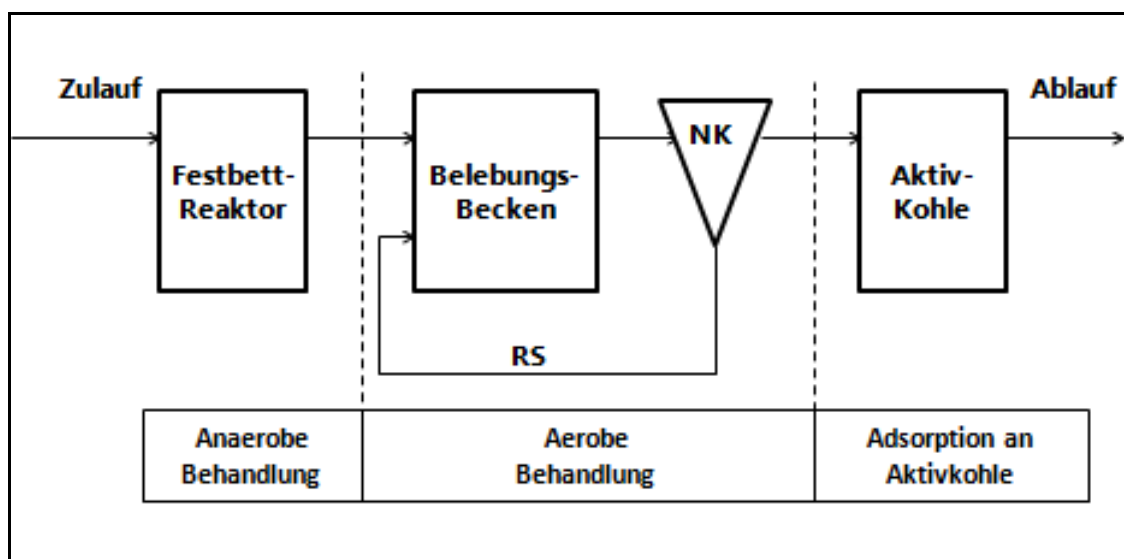 Zulauf
Festbett-
Reaktor
Belebungs-
Becken
NK
Aktiv-
Kohle
Ablauf
RS
Anaerobe
Behandlung
Aerobe
Behandlung
Adsorption an
Aktivkohle